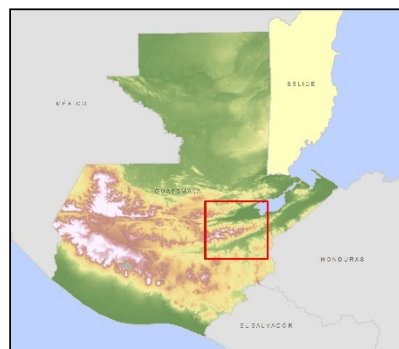 BELICE
MÉXICO
GUATEMALA
HONDURAS
EL SALVADOR